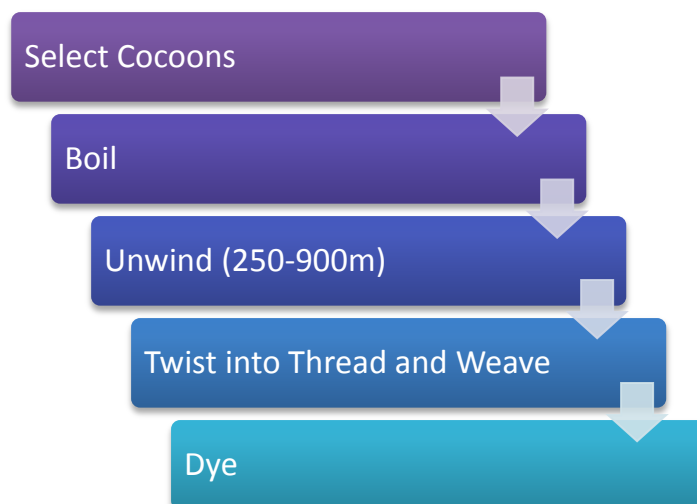 Select Cocoons
Boil
Unwind (250-900m)
Twist into Thread and Weave
Dye